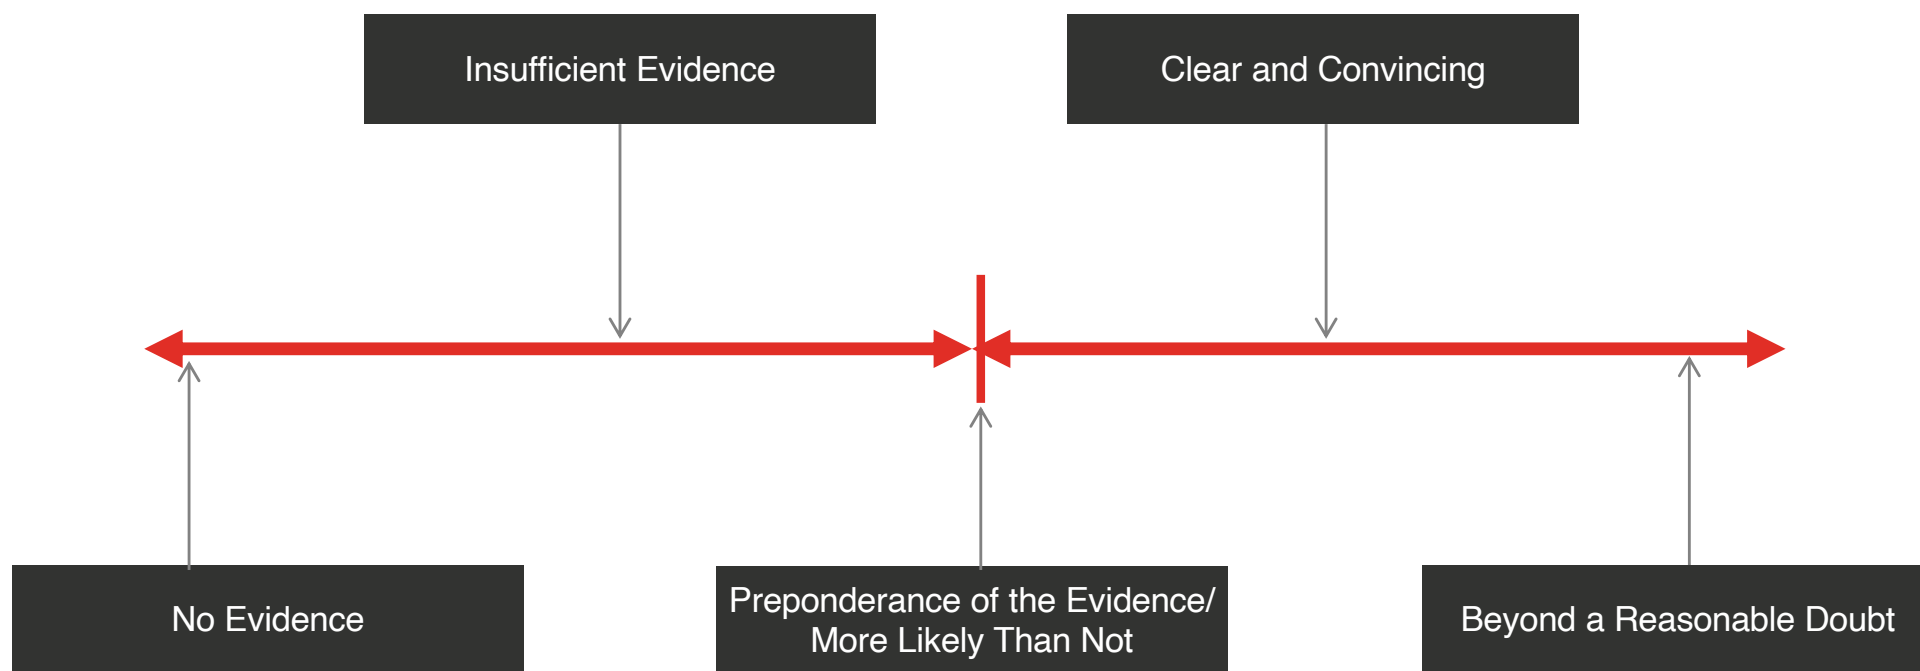 Insufficient Evidence
Clear and Convincing
No Evidence
Preponderance of the Evidence/
More Likely Than Not
Beyond a Reasonable Doubt